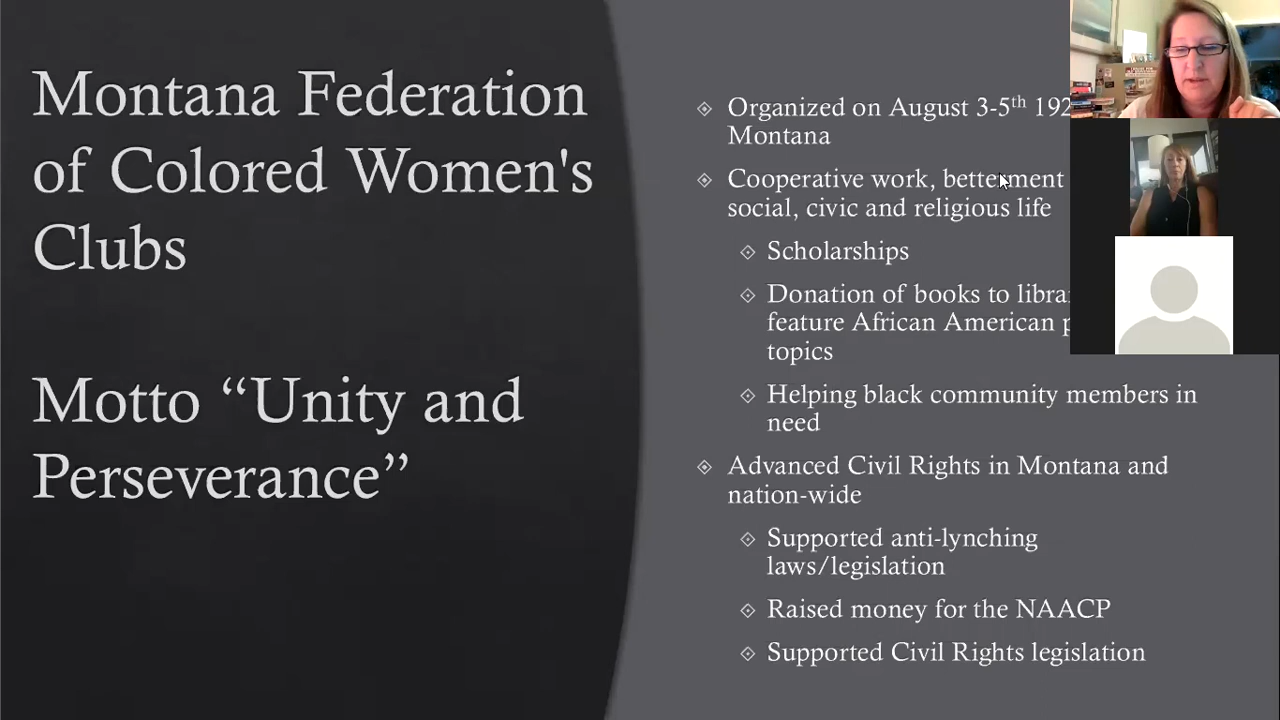 Montana Federation
of Colored Women's
Clubs
Motto “Unity and
Perseverance”
Organized on August 3-5th 192
Montana
Cooperative work, betterment
social, civic and religious life
Scholarships
Donation of books to
feature African American
topics
Helping black community members in
need
Advanced Civil Rights in Montana and
nation-wide
Supported anti-lynching
laws/legislation
Raised money for the NAACP
Supported Civil Rights legislation